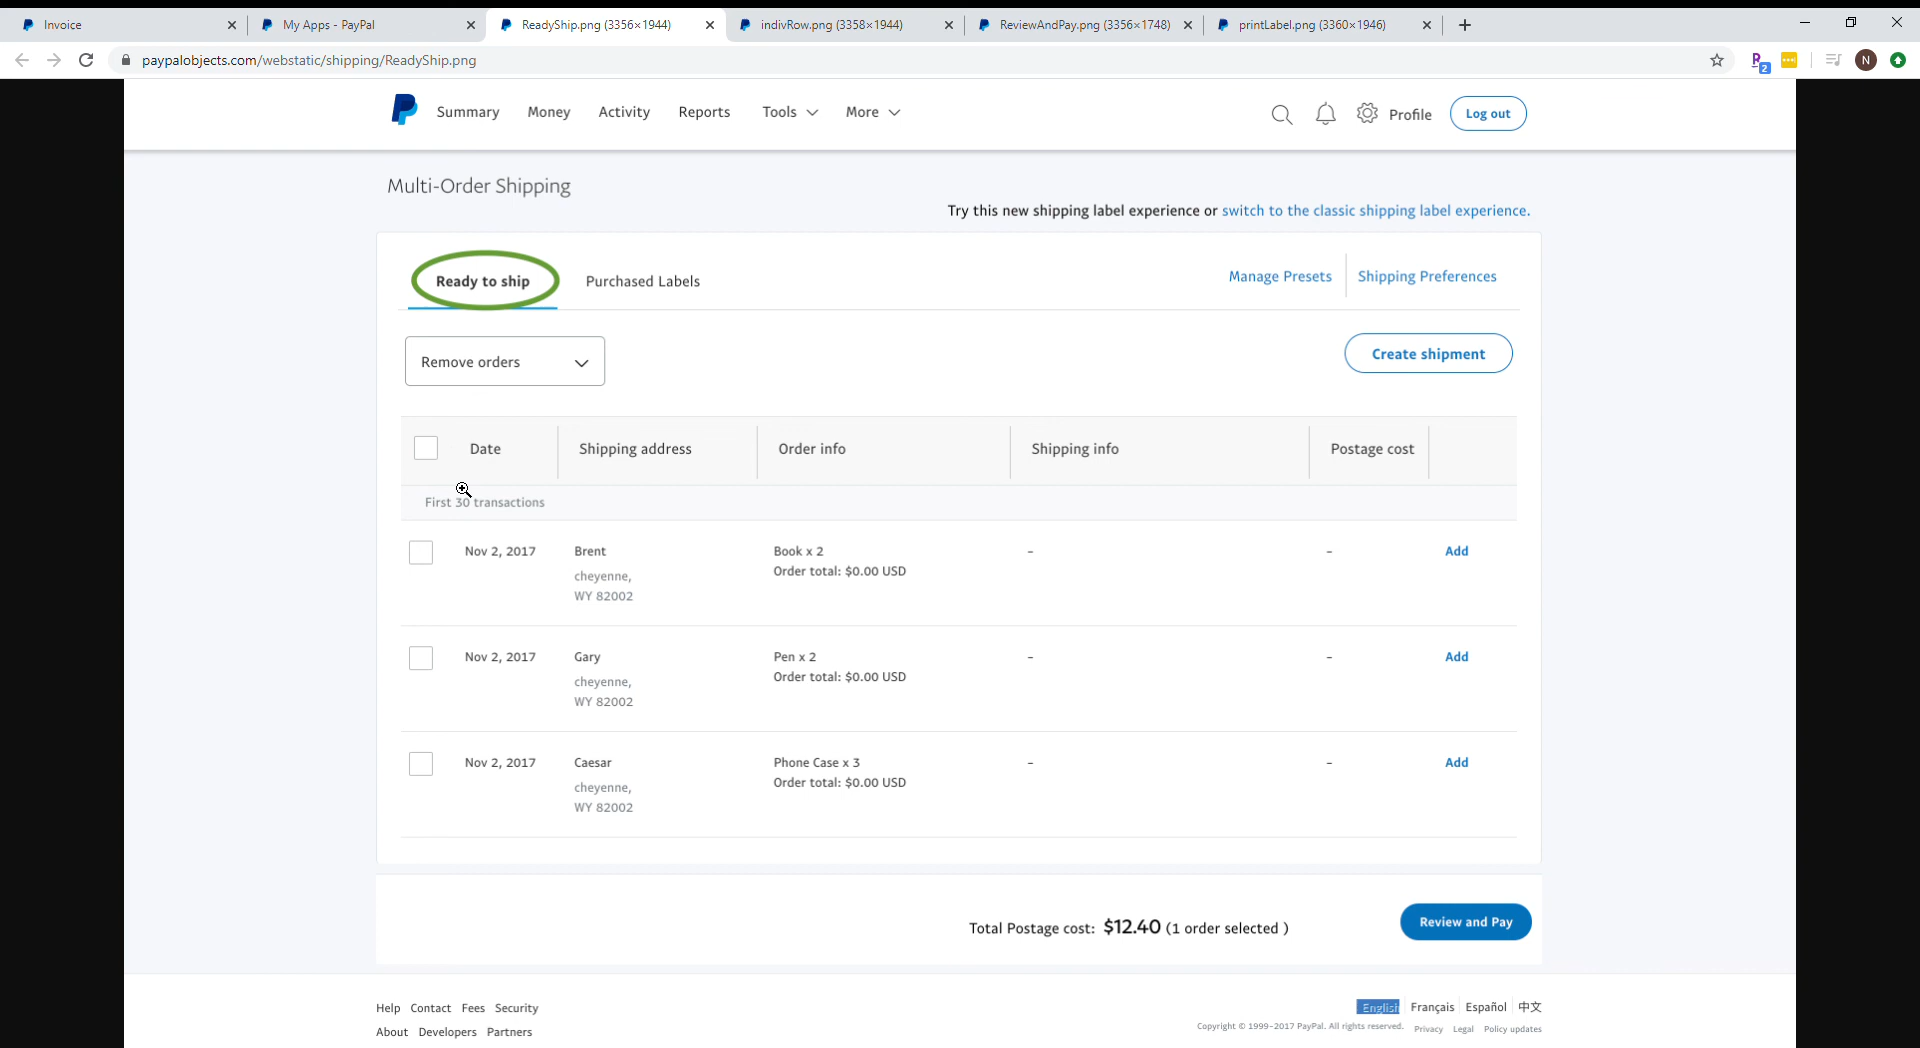 Invoice
My Apps - PayPal
ReadyShip.png (3356×1944)
indivRow.png (3358×1944)
ReviewAndPay.png (3356×1748)
printLabel.png (3360×1946)
paypalobjects.com/webstatic/shipping/ReadyShip.png
2
N
Summary Money Activity Reports Tools More
Profile Log out
Multi-Order Shipping
Try this new shipping label experience or switch to the classic shipping label experience.
Ready to ship Purchased Labels
Manage Presets Shipping Preferences
Remove orders
Create shipment
Date Shipping address Order info Shipping info Postage cost
First 30 transactions
Nov 2, 2017 Brent Book x 2 - - Add
Order total: $0.00 USD
cheyenne,
WY 82002
Nov 2, 2017 Gary Pen x 2 - - Add
Order total: $0.00 USD
cheyenne,
WY 82002
Nov 2, 2017 Caesar Phone Case x 3 - - Add
Order total: $0.00 USD
cheyenne,
WY 82002
Total Postage cost: $12.40 (1 order selected )
Review and Pay
Help Contact Fees Security
About Developers Partners
English Français Español 中文
Copyright © 1999-2017 PayPal. All rights reserved. Privacy Legal Policy updates